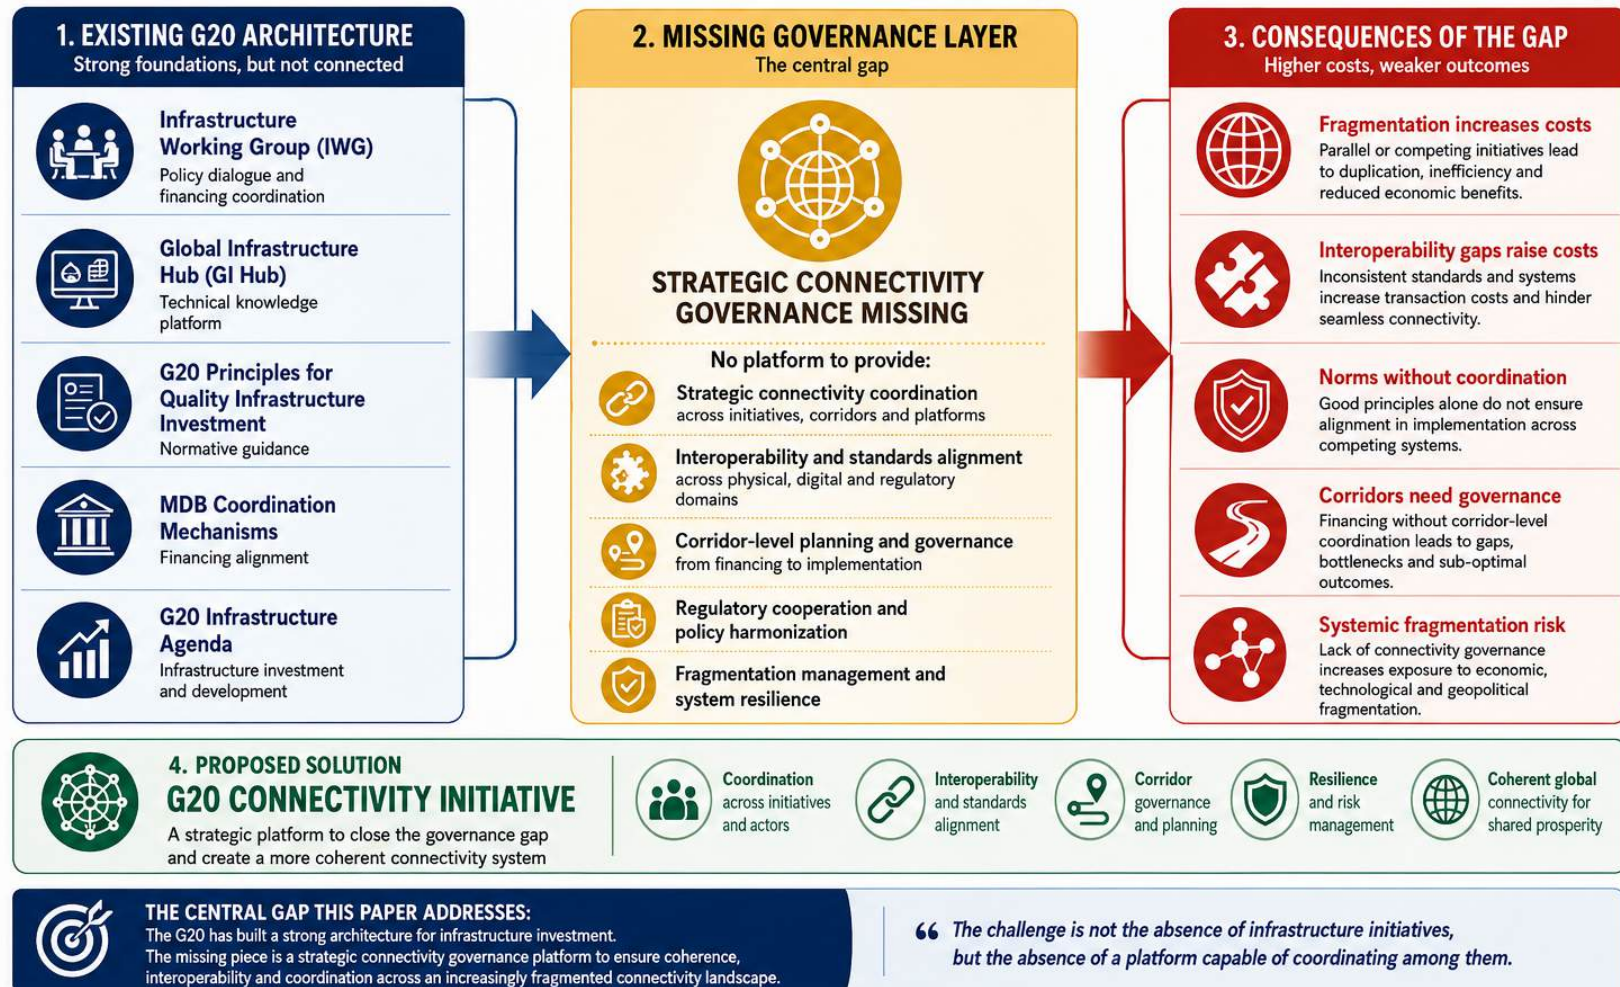 1. EXISTING G20 ARCHITECTURE
Strong foundations, but not connected
Infrastructure
Working Group (IWG)
Policy dialogue and
financing coordination
Global Infrastructure
Hub (GI Hub)
Technical knowledge
platform
G20 Principles for
Quality Infrastructure
Investment
Normative guidance
MDB Coordination
Mechanisms
Financing alignment
G20 Infrastructure
Agenda
Infrastructure investment
and development
2. MISSING GOVERNANCE LAYER
The central gap
STRATEGIC CONNECTIVITY
GOVERNANCE MISSING
No platform to provide:
Strategic connectivity coordination
across initiatives, corridors and platforms
Interoperability and standards alignment
across physical, digital and regulatory
domains
Corridor-level planning and governance
from financing to implementation
Regulatory cooperation and
policy harmonization
Fragmentation management and
system resilience
3. CONSEQUENCES OF THE GAP
Higher costs, weaker outcomes
Fragmentation increases costs
Parallel or competing initiatives lead
to duplication, inefficiency and
reduced economic benefits.
Interoperability gaps raise costs
Inconsistent standards and systems
increase transaction costs and hinder
seamless connectivity.
Norms without coordination
Good principles alone do not ensure
alignment in implementation across
competing systems.
Corridors need governance
Financing without corridor-level
coordination leads to gaps,
bottlenecks and sub-optimal
outcomes.
Systemic fragmentation risk
Lack of connectivity governance
increases exposure to economic,
technological and geopolitical
fragmentation.
4. PROPOSED SOLUTION
G20 CONNECTIVITY INITIATIVE
A strategic platform to close the governance gap
and create a more coherent connectivity system
Coordination
across initiatives
and actors
Interoperability
and standards
alignment
Corridor
governance
and planning
Resilience
and risk
management
Coherent global
connectivity for
shared prosperity
THE CENTRAL GAP THIS PAPER ADDRESSES:
The G20 has built a strong architecture for infrastructure investment.
The missing piece is a strategic connectivity governance platform to ensure coherence,
interoperability and coordination across an increasingly fragmented connectivity landscape.
“ The challenge is not the absence of infrastructure initiatives,
but the absence of a platform capable of coordinating among them.